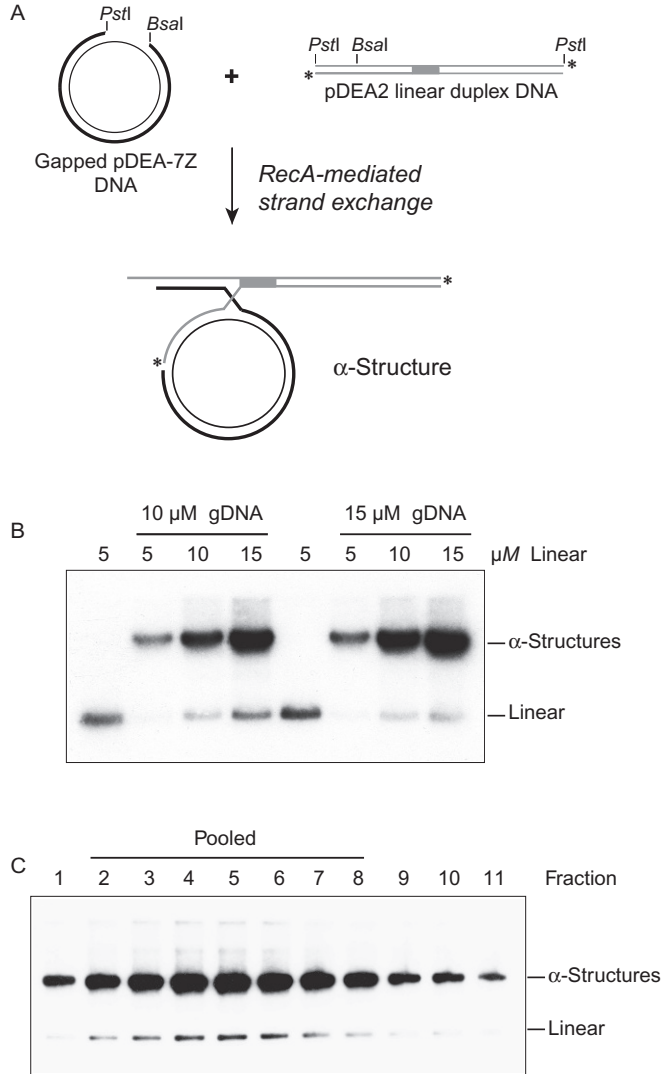 A
PstI
BsaI
+
PstI BsaI PstI
*
*
pDEA2 linear duplex DNA
Gapped pDEA-7Z
DNA
RecA-mediated
strand exchange
*
*
α-Structure
B
10 µM gDNA 15 µM gDNA
5 5 10 15 5 5 10 15 µM Linear
α-Structures
Linear
C
Pooled
1 2 3 4 5 6 7 8 9 10 11 Fraction
α-Structures
Linear